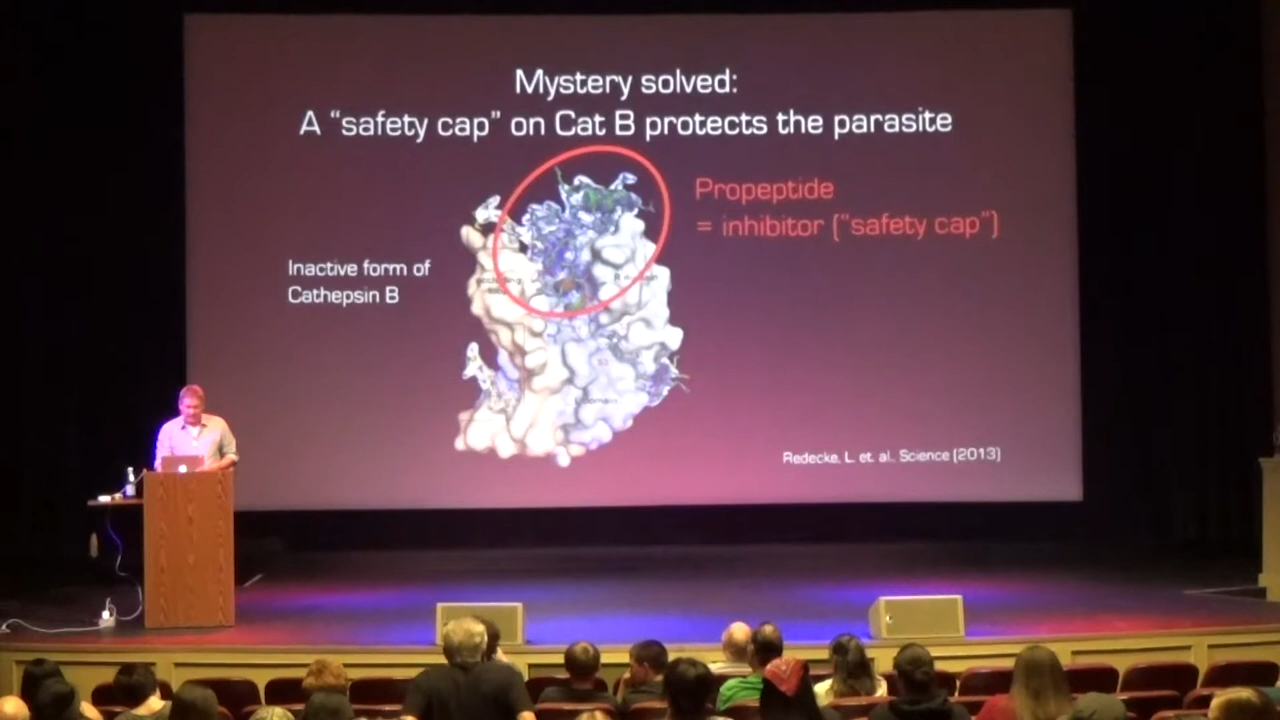 Mystery solved:
A “safety cap” on Cat B protects the parasite
Propeptide
= inhibitor (“safety cap”)
Inactive form of
Cathepsin B
Redecke, L. et. al. Science (2013)